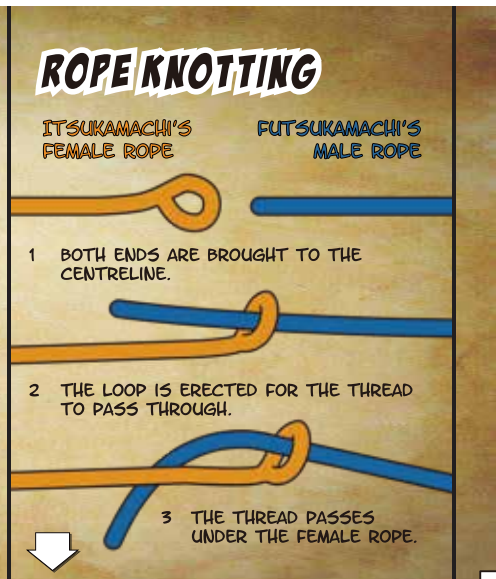 ROPE KNOTTING
ITSUKAMACHI'S
FEMALE ROPE
FUTSUKAMACHI'S
MALE ROPE
1 BOTH ENDS ARE BROUGHT TO THE
CENTRELINE.
2 THE LOOP IS ERECTED FOR THE THREAD
TO PASS THROUGH.
3 THE THREAD PASSES
UNDER THE FEMALE ROPE.